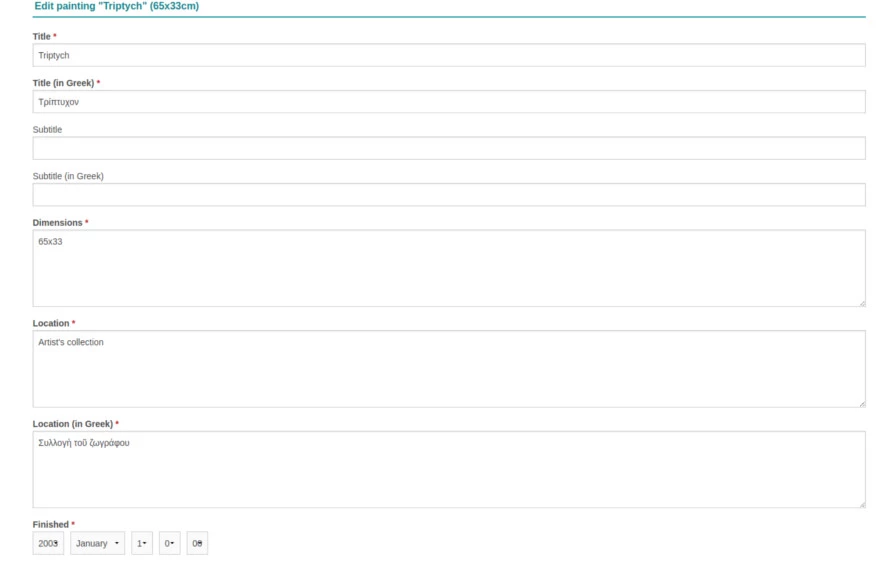 Edit painting "Triptych" (65x33cm)
Title *
Triptych
Title (in Greek) *
Τρίπτυχον
Subtitle
Subtitle (in Greek)
Dimensions *
65x33
Location *
Artist's collection
Location (in Greek) *
Συλλογή τοῦ ζωγράφου
Finished *
2003 January 1 0